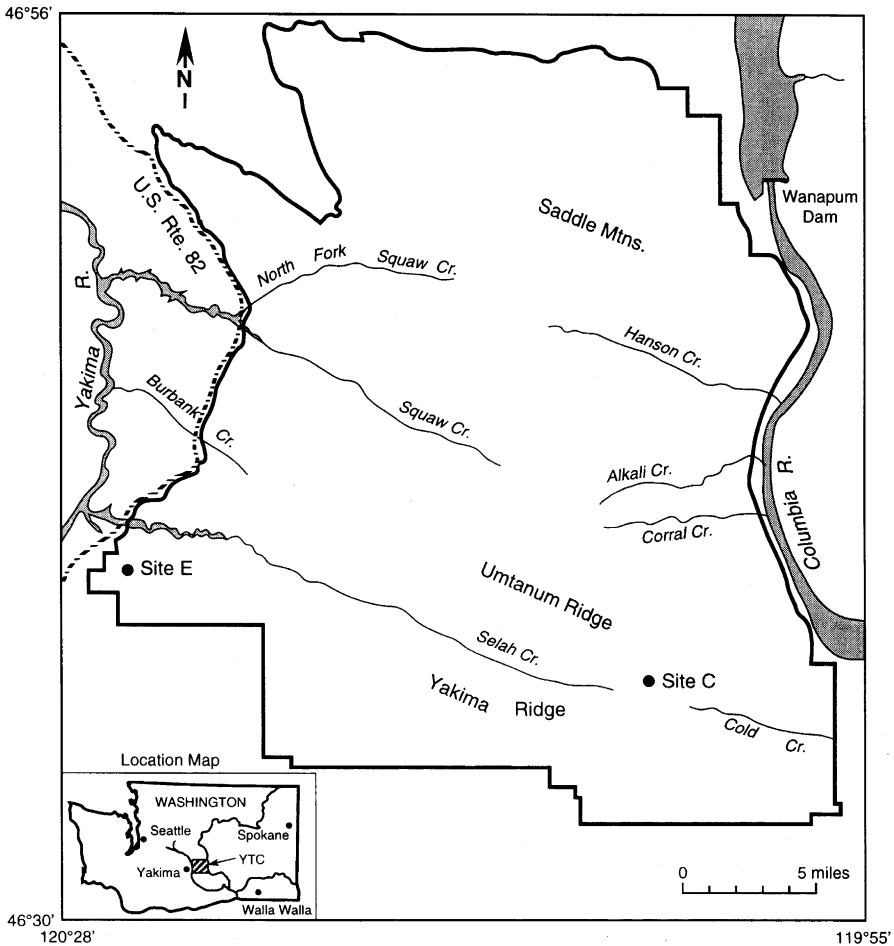 46°56'
N
Wanapum
Dam
U.S. Rte. 82
Saddle Mtns.
North Fork Squaw Cr.
Yakima R.
Hanson Cr.
Burbank Cr.
Squaw Cr.
Alkali Cr.
Columbia R.
Corral Cr.
Site E
Umtanum Ridge
Selah Cr.
Site C
Yakima Ridge
Cold Cr.
Location Map
WASHINGTON
Seattle
Spokane
YTC
Yakima
Walla Walla
0 5 miles
46°30'
120°28' 119°55'